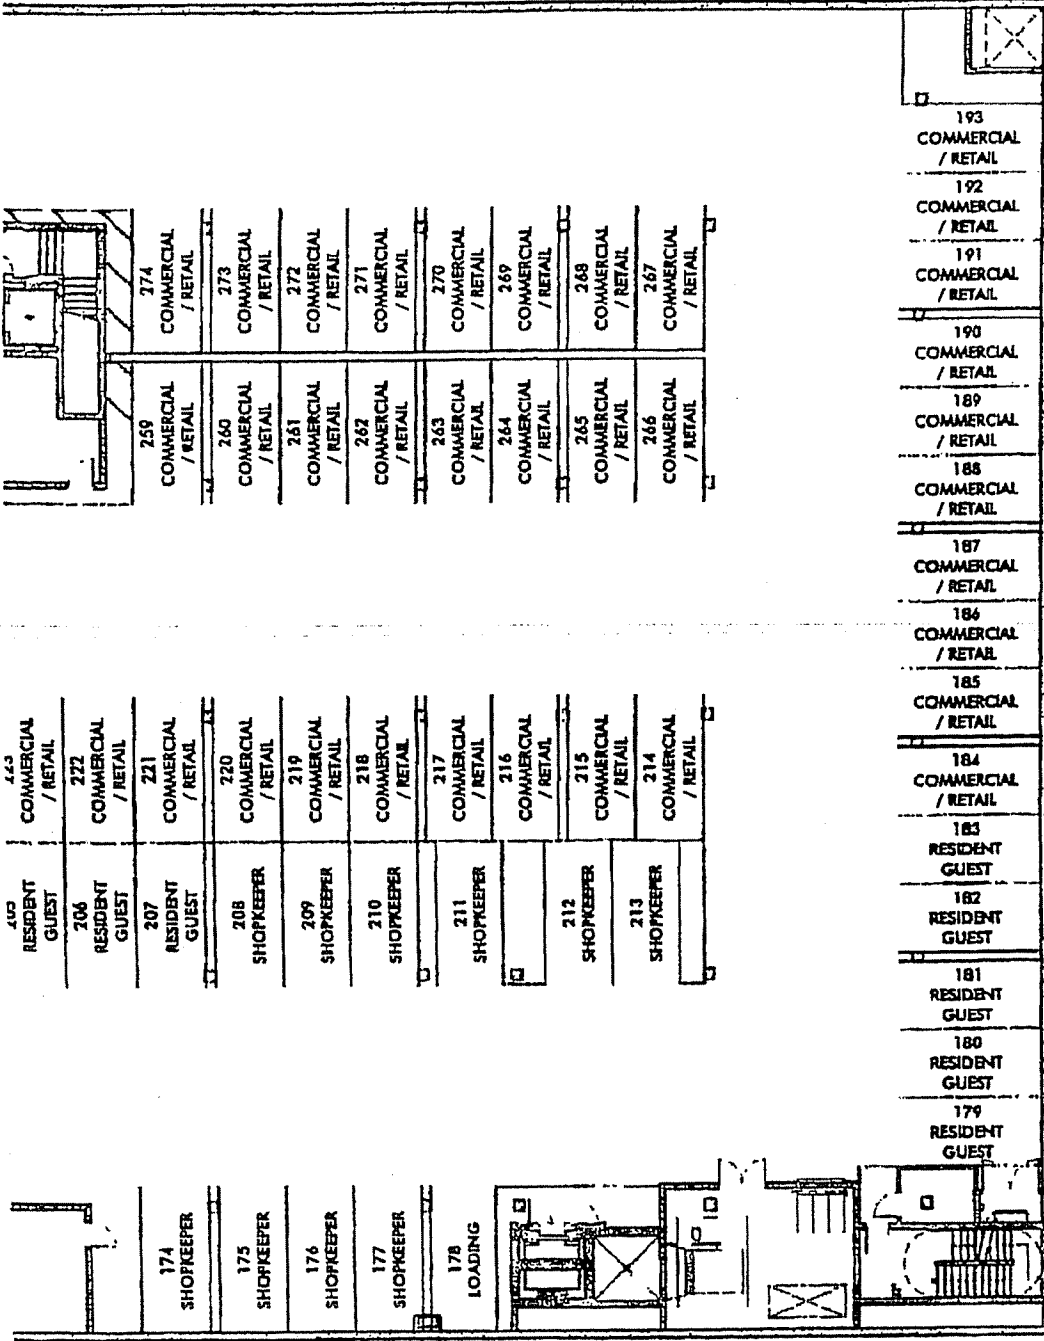 193
COMMERCIAL
/ RETAIL
192
COMMERCIAL
/ RETAIL
191
COMMERCIAL
/ RETAIL
190
COMMERCIAL
/ RETAIL
189
COMMERCIAL
/ RETAIL
188
COMMERCIAL
/ RETAIL
187
COMMERCIAL
/ RETAIL
186
COMMERCIAL
/ RETAIL
185
COMMERCIAL
/ RETAIL
184
COMMERCIAL
/ RETAIL
183
RESIDENT
GUEST
182
RESIDENT
GUEST
181
RESIDENT
GUEST
180
RESIDENT
GUEST
179
RESIDENT
GUEST
274
COMMERCIAL
/ RETAIL
273
COMMERCIAL
/ RETAIL
272
COMMERCIAL
/ RETAIL
271
COMMERCIAL
/ RETAIL
270
COMMERCIAL
/ RETAIL
269
COMMERCIAL
/ RETAIL
268
COMMERCIAL
/ RETAIL
267
COMMERCIAL
/ RETAIL
259
COMMERCIAL
/ RETAIL
260
COMMERCIAL
/ RETAIL
261
COMMERCIAL
/ RETAIL
262
COMMERCIAL
/ RETAIL
263
COMMERCIAL
/ RETAIL
264
COMMERCIAL
/ RETAIL
265
COMMERCIAL
/ RETAIL
266
COMMERCIAL
/ RETAIL
COMMERCIAL
/ RETAIL
222
COMMERCIAL
/ RETAIL
221
COMMERCIAL
/ RETAIL
220
COMMERCIAL
/ RETAIL
219
COMMERCIAL
/ RETAIL
218
COMMERCIAL
/ RETAIL
217
COMMERCIAL
/ RETAIL
216
COMMERCIAL
/ RETAIL
215
COMMERCIAL
/ RETAIL
214
COMMERCIAL
/ RETAIL
RESIDENT
GUEST
206
RESIDENT
GUEST
207
RESIDENT
GUEST
208
SHOPKEEPER
209
SHOPKEEPER
210
SHOPKEEPER
211
SHOPKEEPER
212
SHOPKEEPER
213
SHOPKEEPER
174
SHOPKEEPER
175
SHOPKEEPER
176
SHOPKEEPER
177
SHOPKEEPER
178
LOADING